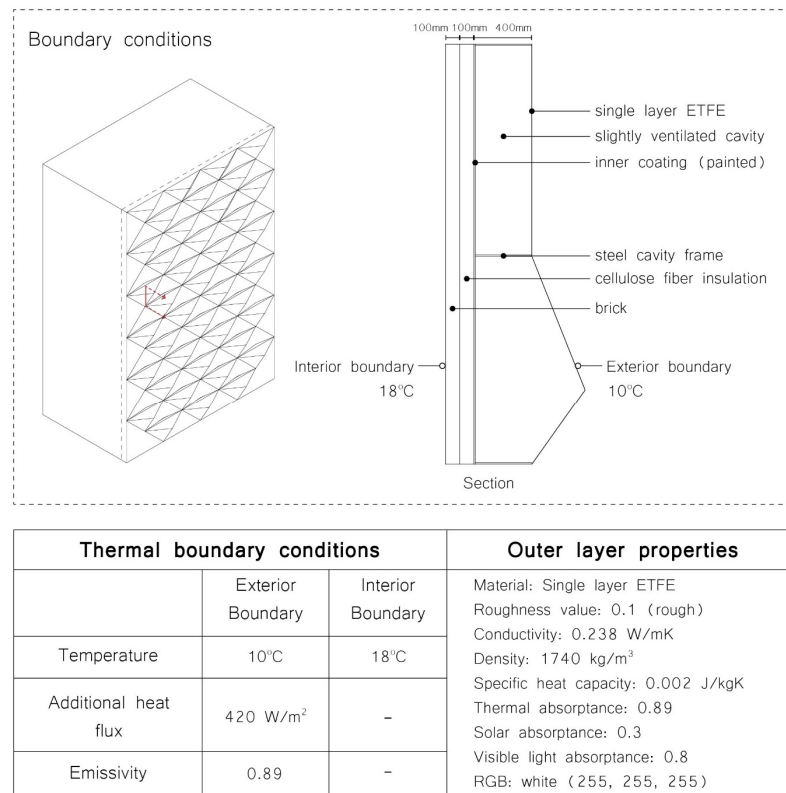 Boundary conditions
100mm 100mm 400mm
single layer ETFE
slightly ventilated cavity
inner coating (painted)
steel cavity frame
cellulose fiber insulation
brick
Interior boundary
18°C
Exterior boundary
10°C
Section
Thermal boundary conditions
Exterior Boundary
Interior Boundary
Temperature
10°C
18°C
Additional heat flux
420 W/m²
-
Emissivity
0.89
-
Outer layer properties
Material: Single layer ETFE
Roughness value: 0.1 (rough)
Conductivity: 0.238 W/mK
Density: 1740 kg/m³
Specific heat capacity: 0.002 J/kgK
Thermal absorptance: 0.89
Solar absorptance: 0.3
Visible light absorptance: 0.8
RGB: white (255, 255, 255)